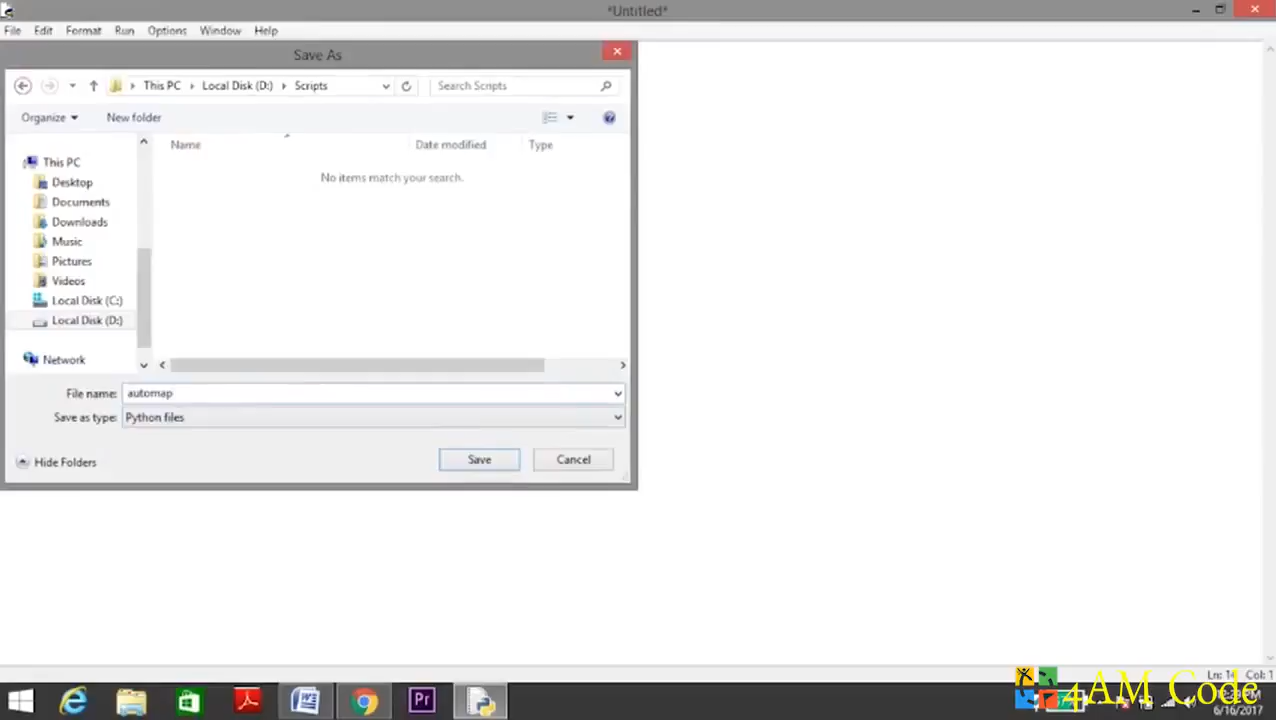 *Untitled*
File Edit Format Run Options Window Help
Save As
This PC Local Disk (D:) Scripts Search Scripts
Organize New folder
Name Date modified Type
No items match your search.
This PC
Desktop
Documents
Downloads
Music
Pictures
Videos
Local Disk (C:)
Local Disk (D:)
Network
File name: automap
Save as type: Python files
Hide Folders Save Cancel
Col: 1
4AM Code
6/16/2017